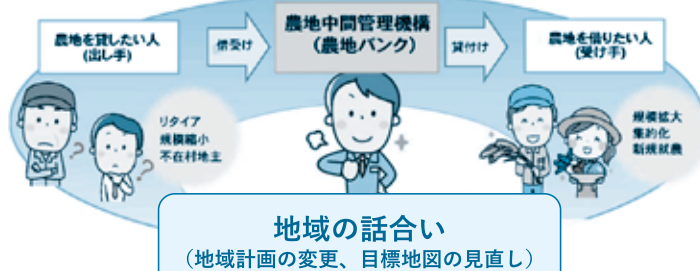 農地を貸したい人
(出し手)
借受け
農地中間管理機構
(農地バンク)
貸付け
農地を借りたい人
(受け手)
リタイア
規模縮小
不在村地主
規模拡大
集約化
新規就農
地域の話合い
(地域計画の変更、目標地図の見直し)